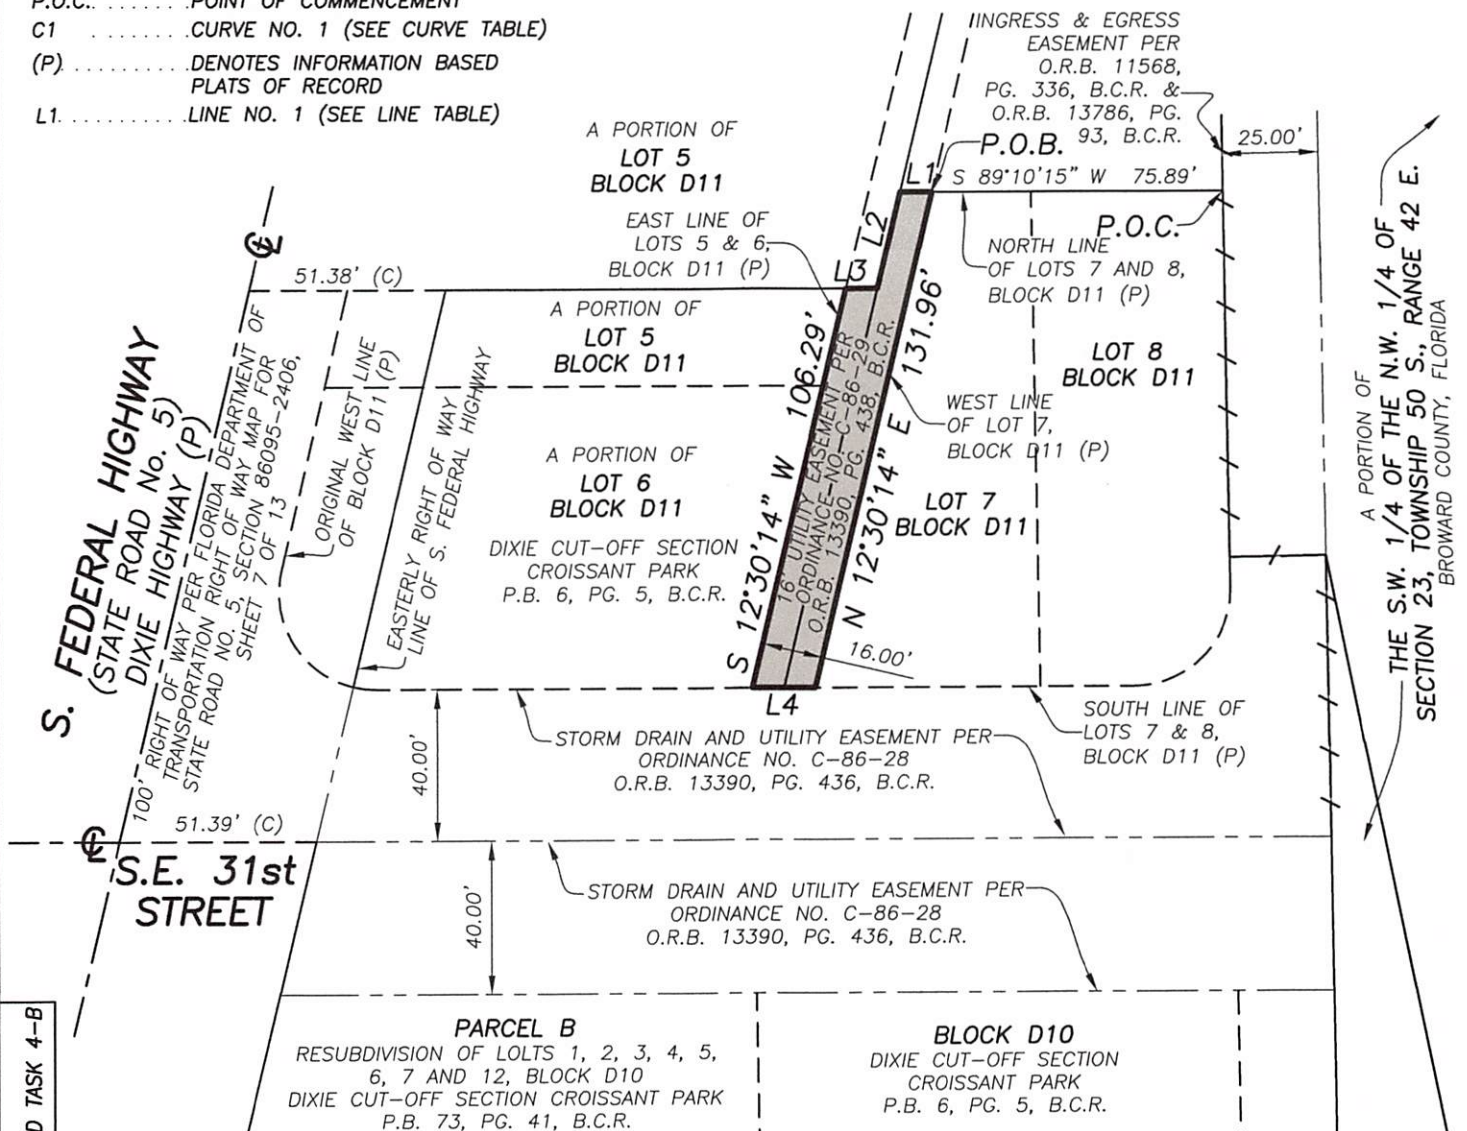 P.O.C. . . . . . . . .POINT OF COMMENCEMENT
C1 . . . . . . . .CURVE NO. 1 (SEE CURVE TABLE)
(P). . . . . . . . . . .DENOTES INFORMATION BASED
PLATS OF RECORD
L1. . . . . . . . . . . .LINE NO. 1 (SEE LINE TABLE)
INGRESS & EGRESS
EASEMENT PER
O.R.B. 11568,
PG. 336, B.C.R. &
O.R.B. 13786, PG.
93, B.C.R.
25.00'
P.O.B.
A PORTION OF
LOT 5
BLOCK D11
L1
S 89°10'15" W 75.89'
P.O.C.
EAST LINE OF
LOTS 5 & 6,
BLOCK D11 (P)
L2
L3
NORTH LINE
OF LOTS 7 AND 8,
BLOCK D11 (P)
℄
51.38' (C)
A PORTION OF
LOT 5
BLOCK D11
LOT 8
BLOCK D11
WEST LINE
OF LOT 7,
BLOCK D11 (P)
A PORTION OF
LOT 6
BLOCK D11
DIXIE CUT-OFF SECTION
CROISSANT PARK
P.B. 6, PG. 5, B.C.R.
LOT 7
BLOCK D11
S 12°30'14" W 106.29'
16' UTILITY EASEMENT PER
ORDINANCE NO. C-86-29
O.R.B. 13390, PG. 438, B.C.R.
N 12°30'14" E 131.96'
16.00'
L4
S. FEDERAL HIGHWAY
(STATE ROAD No. 5)
DIXIE HIGHWAY (P)
100' RIGHT OF WAY PER FLORIDA DEPARTMENT OF
TRANSPORTATION RIGHT OF WAY MAP FOR
STATE ROAD NO. 5, SECTION 86095-2406,
SHEET 7 OF 13
ORIGINAL WEST LINE
OF BLOCK D11 (P)
EASTERLY RIGHT OF WAY
LINE OF S. FEDERAL HIGHWAY
SOUTH LINE OF
LOTS 7 & 8,
BLOCK D11 (P)
A PORTION OF
THE S.W. 1/4 OF THE N.W. 1/4 OF
SECTION 23, TOWNSHIP 50 S., RANGE 42 E.
BROWARD COUNTY, FLORIDA
40.00'
STORM DRAIN AND UTILITY EASEMENT PER
ORDINANCE NO. C-86-28
O.R.B. 13390, PG. 436, B.C.R.
51.39' (C)
℄
S.E. 31st
STREET
40.00'
STORM DRAIN AND UTILITY EASEMENT PER
ORDINANCE NO. C-86-28
O.R.B. 13390, PG. 436, B.C.R.
PARCEL B
RESUBDIVISION OF LOLTS 1, 2, 3, 4, 5,
6, 7 AND 12, BLOCK D10
DIXIE CUT-OFF SECTION CROISSANT PARK
P.B. 73, PG. 41, B.C.R.
BLOCK D10
DIXIE CUT-OFF SECTION
CROISSANT PARK
P.B. 6, PG. 5, B.C.R.
TASK 4-B